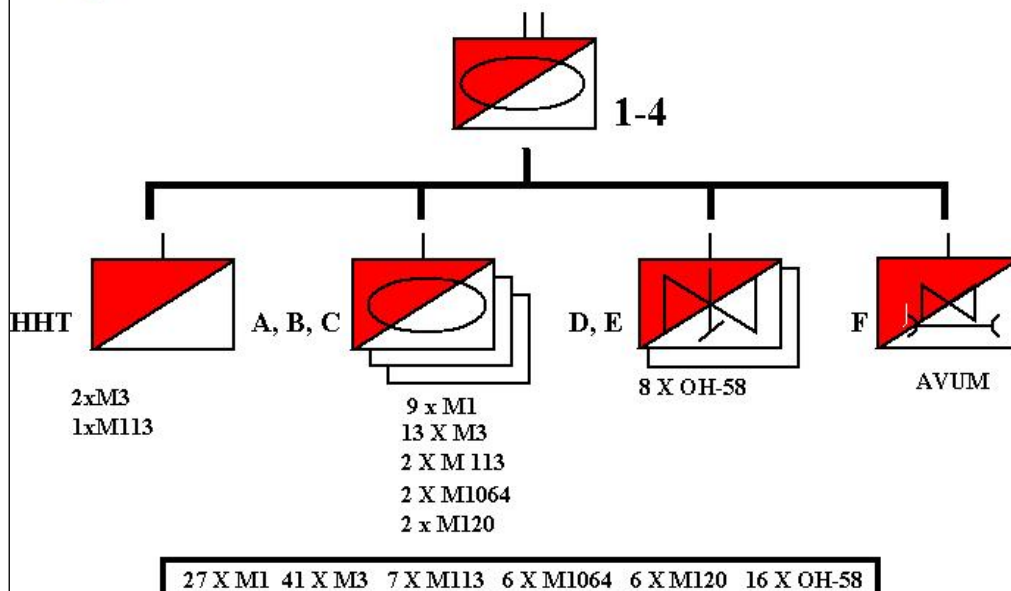 1-4
HHT
A, B, C
D, E
F
2xM3
1xM113
9 x M1
13 X M3
2 X M 113
2 X M1064
2 x M120
8 X OH-58
AVUM
27 X M1 41 X M3 7 X M113 6 X M1064 6 X M120 16 X OH-58